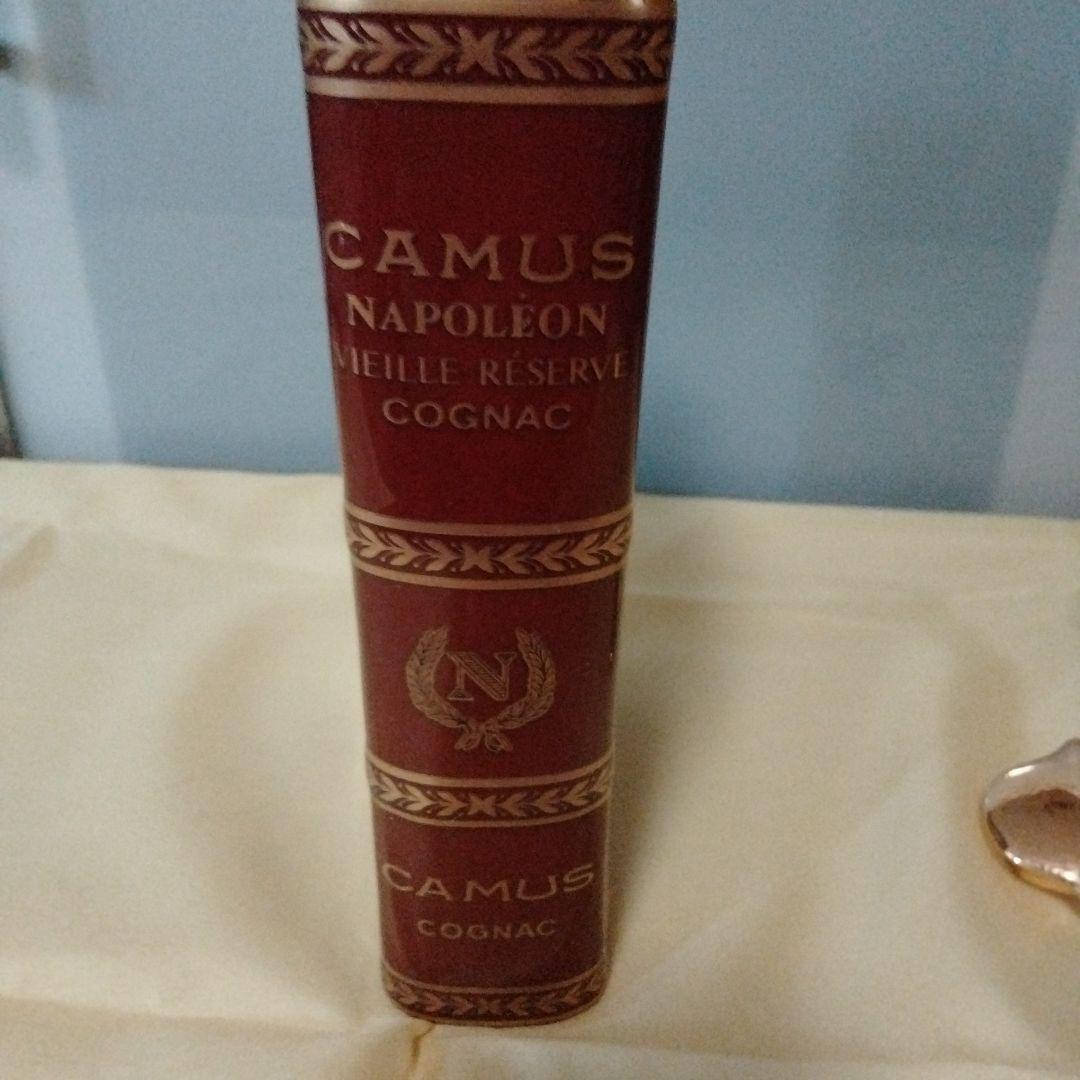 CAMUS
NAPOLÉON
VIEILLE RÉSERVE
COGNAC
N
CAMUS
COGNAC